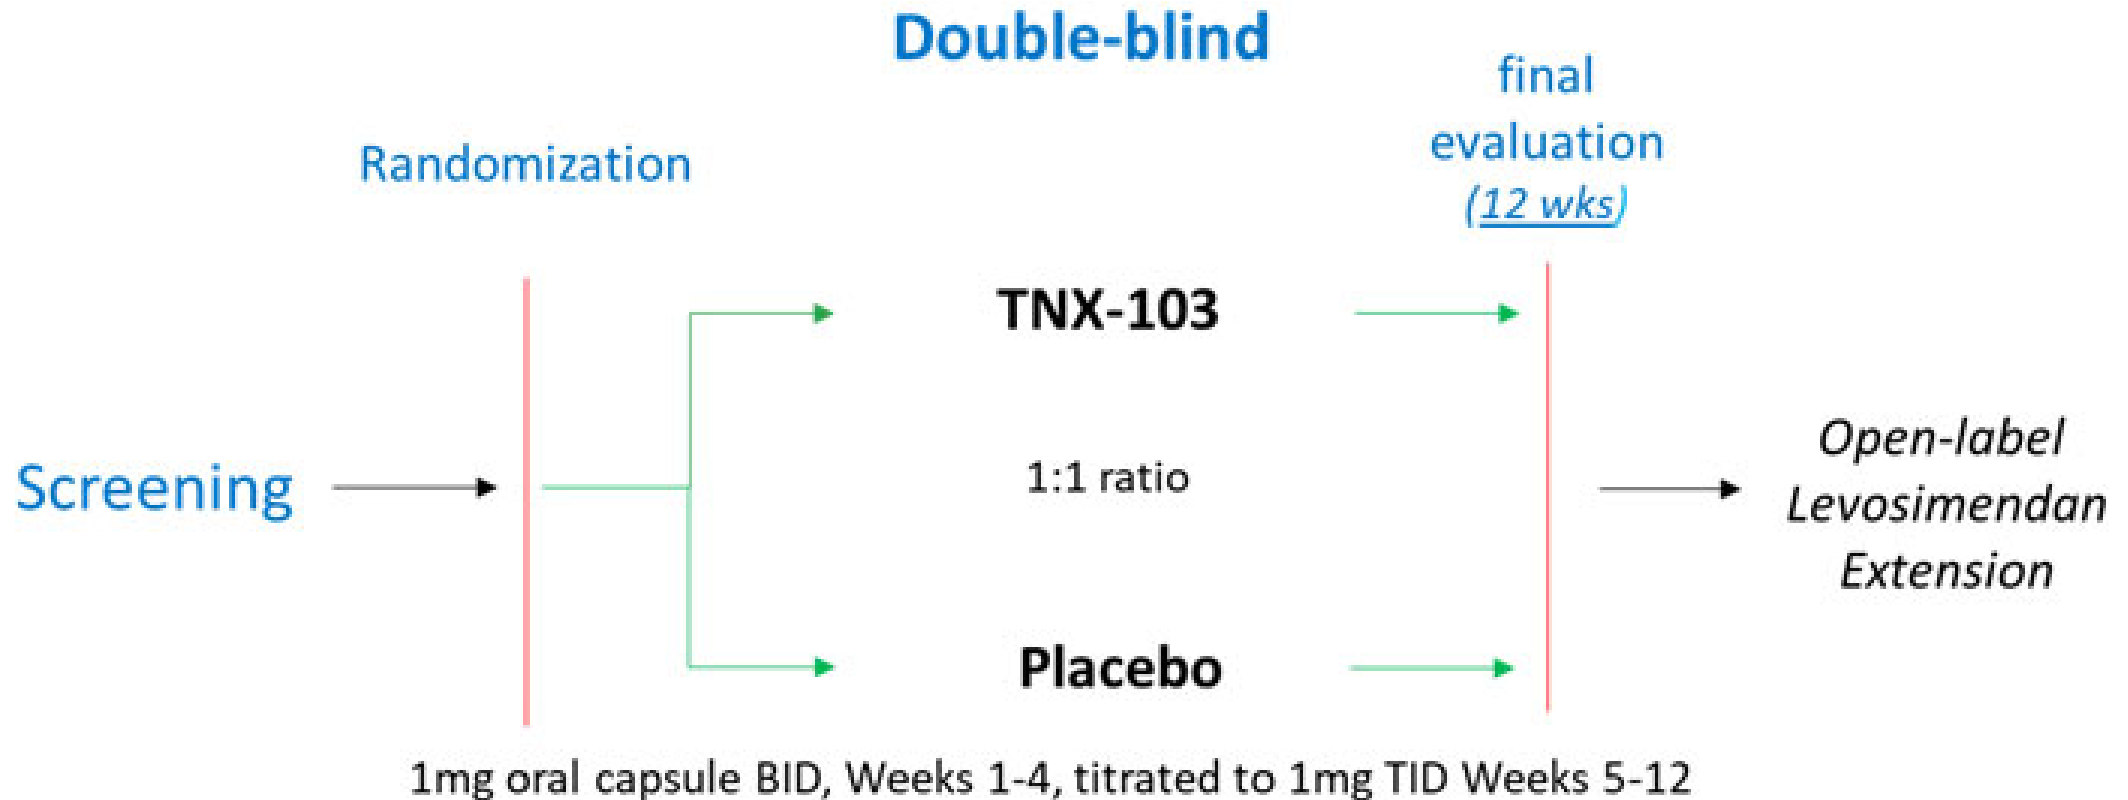 Double-blind
final
evaluation
(12 wks)
Randomization
TNX-103
Screening
1:1 ratio
Open-label
Levosimendan
Extension
Placebo
1mg oral capsule BID, Weeks 1-4, titrated to 1mg TID Weeks 5-12